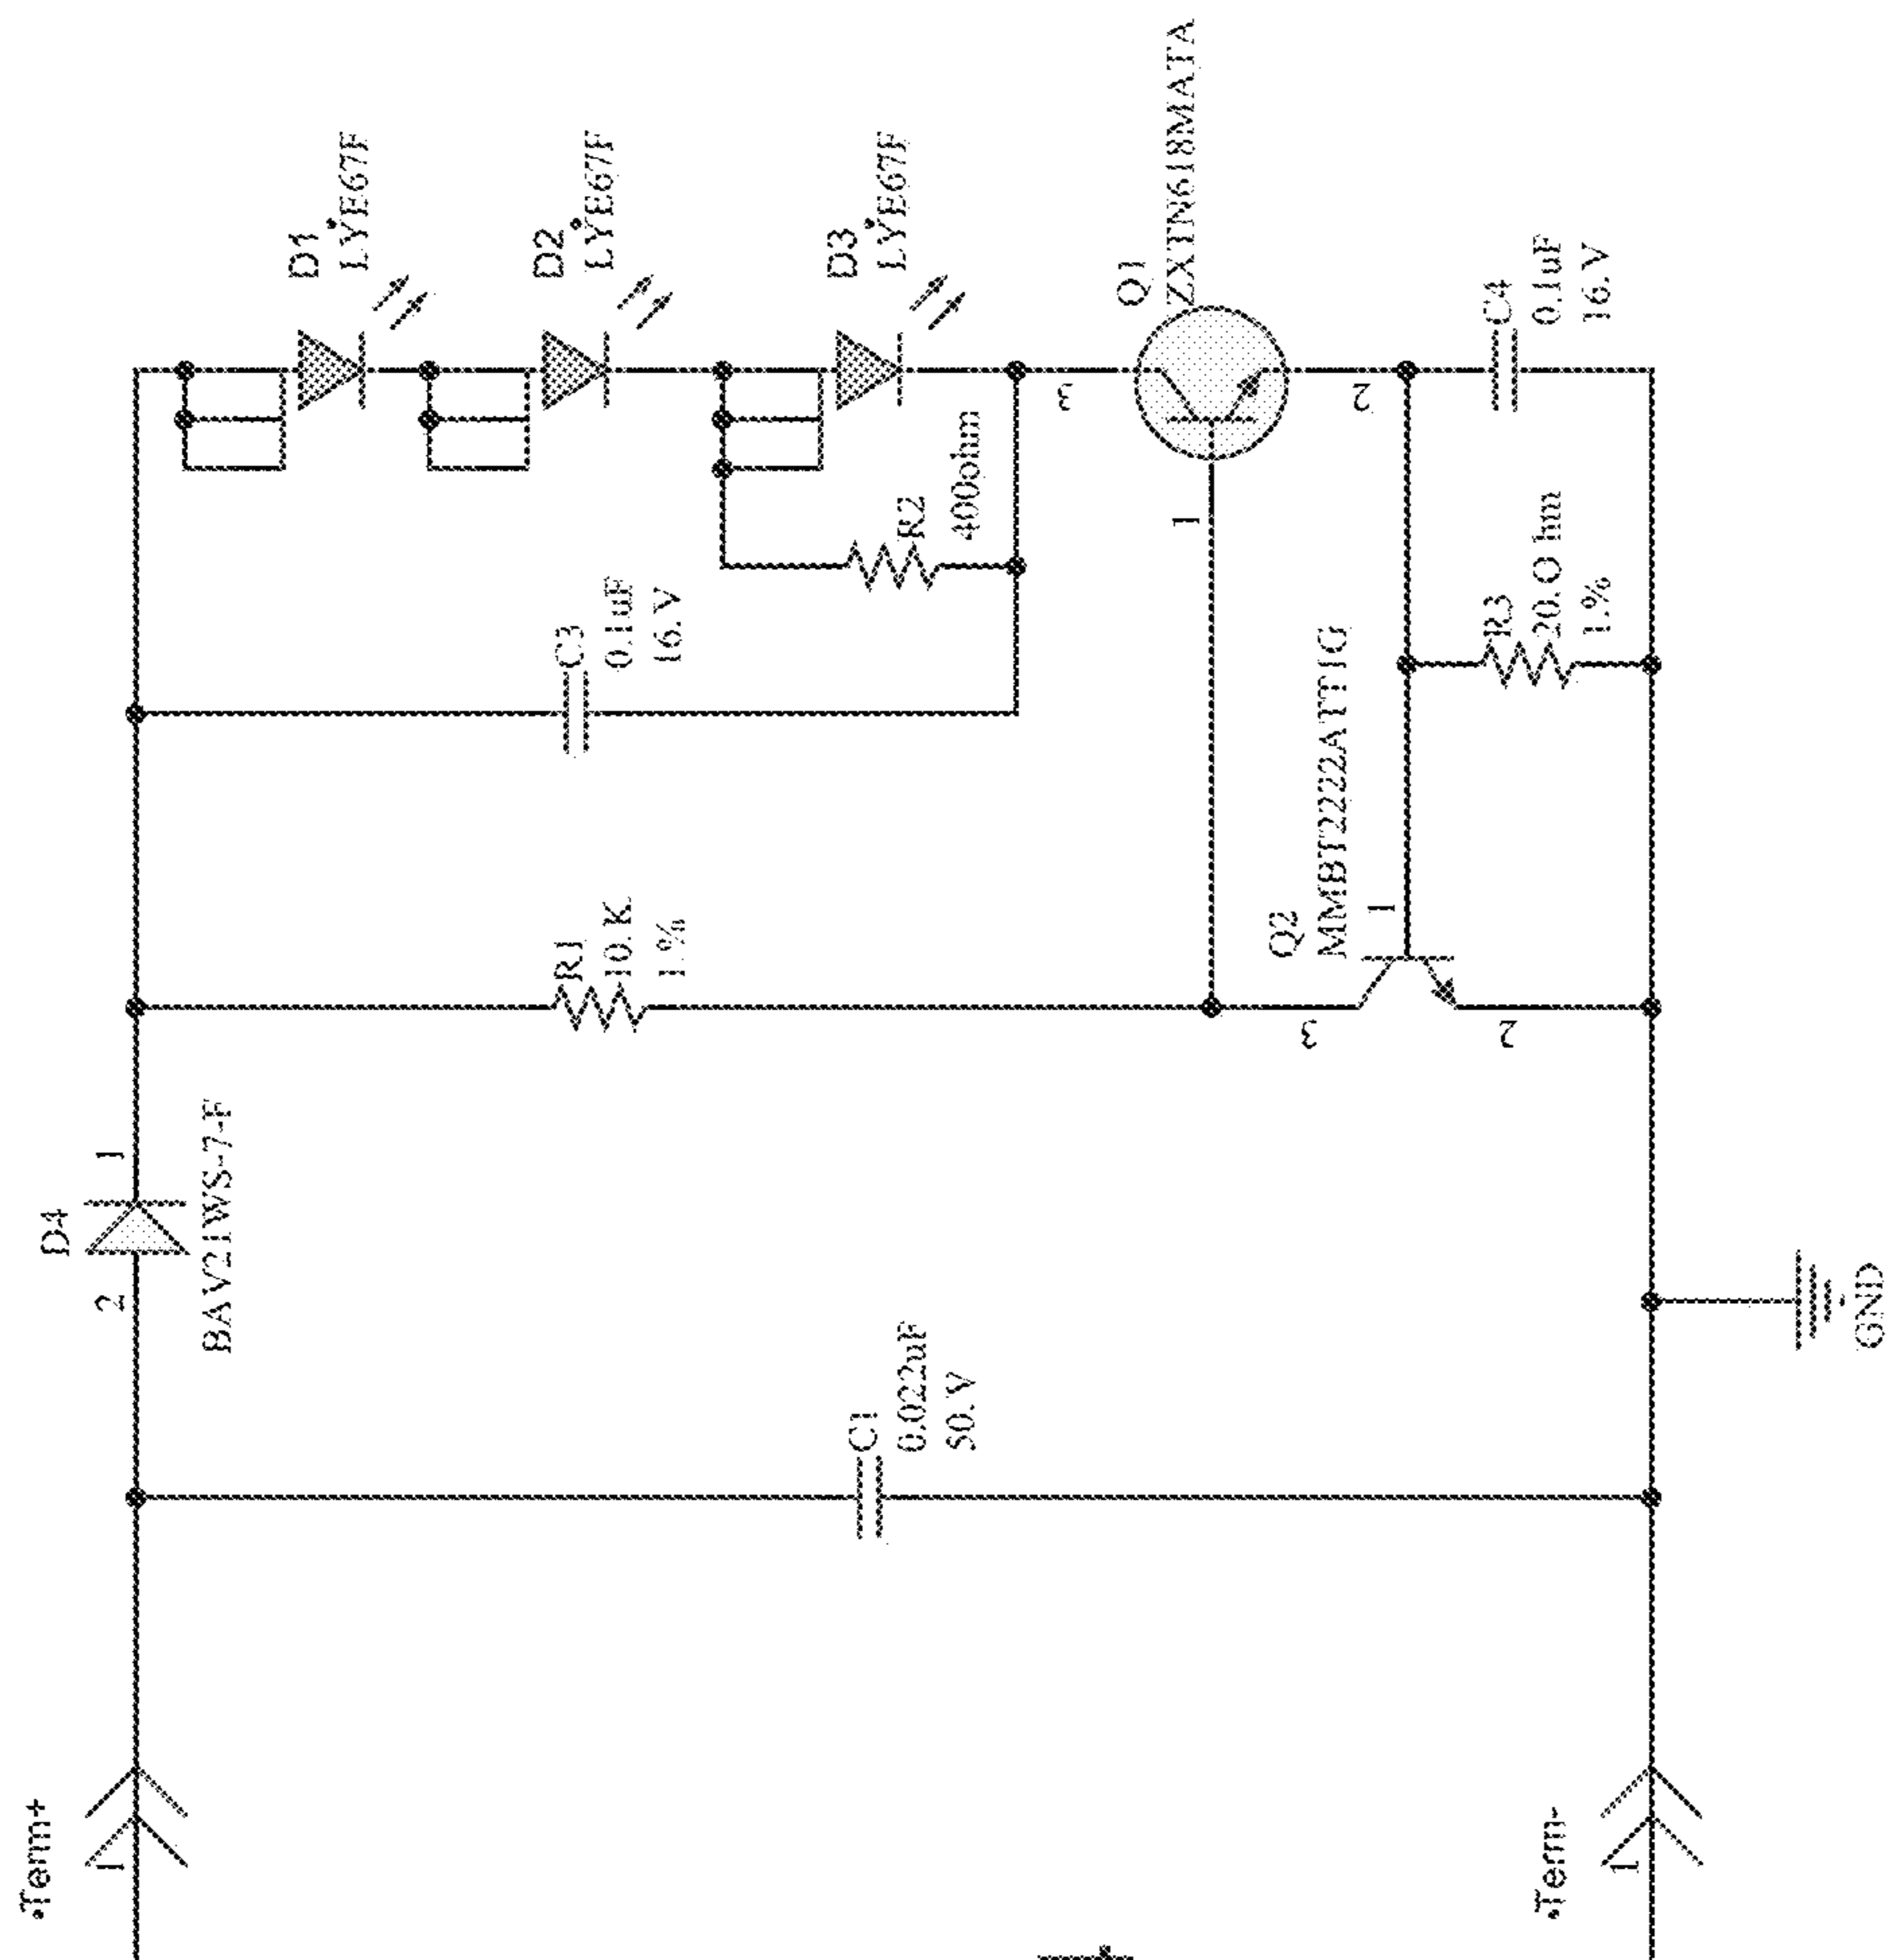 D1
LYE67F
D2
LYE67F
D3
LYE67F
Q1
ZXTN618MATA
3
2
1
C4
0.1uF
16.V
R2
400ohm
C3
0.1uF
16.V
R3
20.O hm
1.%
R1
10.K
1.%
Q2
MMBT2222ATT1G
1
3
2
D4
1
2
BAV21WS-7-F
C1
0.022uF
50.V
GND
Term+
1
Term-
1